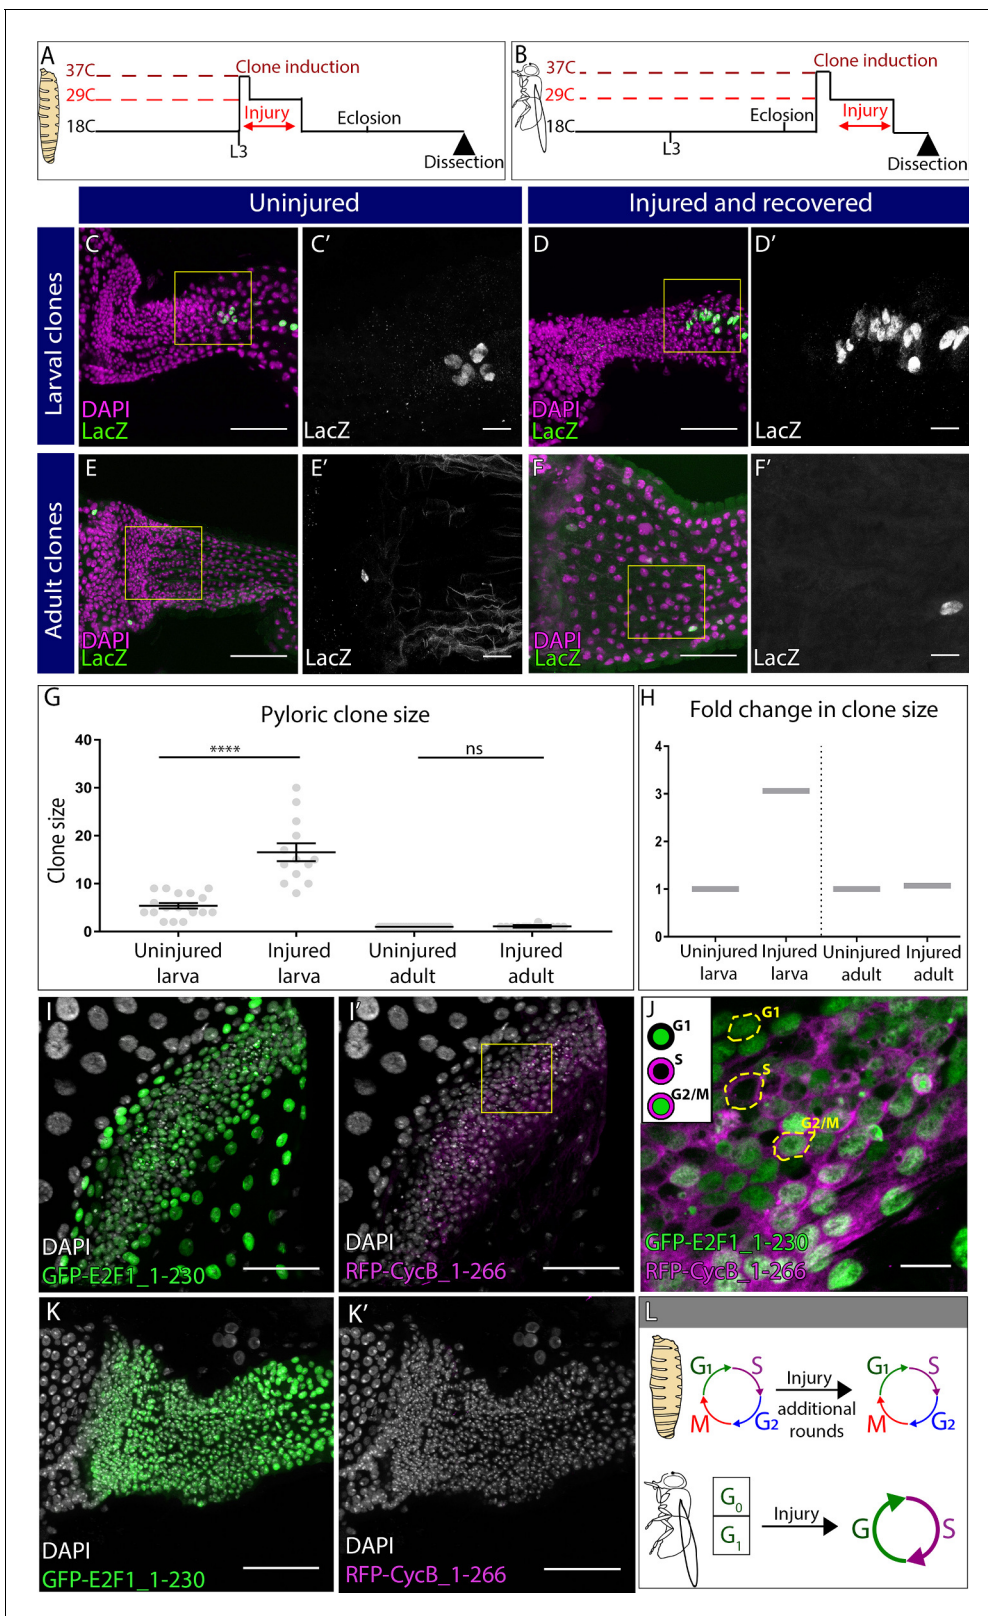 A
37C
Clone induction
29C
Injury
18C
Eclosion
L3
Dissection
B
37C
Clone induction
29C
Injury
Eclosion
18C
L3
Dissection
Uninjured
Injured and recovered
Larval clones
C
DAPI
LacZ
C'
LacZ
D
DAPI
LacZ
D'
LacZ
Adult clones
E
DAPI
LacZ
E'
LacZ
F
DAPI
LacZ
F'
LacZ
G
Pyloric clone size
40
30
20
10
0
Clone size
****
ns
Uninjured
larva
Injured
larva
Uninjured
adult
Injured
adult
H
Fold change in clone size
4
3
2
1
0
Uninjured
larva
Injured
larva
Uninjured
adult
Injured
adult
I
DAPI
GFP-E2F1_1-230
I'
DAPI
RFP-CycB_1-266
J
G1
S
G2/M
G1
S
G2/M
GFP-E2F1_1-230
RFP-CycB_1-266
K
DAPI
GFP-E2F1_1-230
K'
DAPI
RFP-CycB_1-266
L
G1 S
M G2
Injury
additional
rounds
G1 S
M G2
G0
G1
Injury
G S